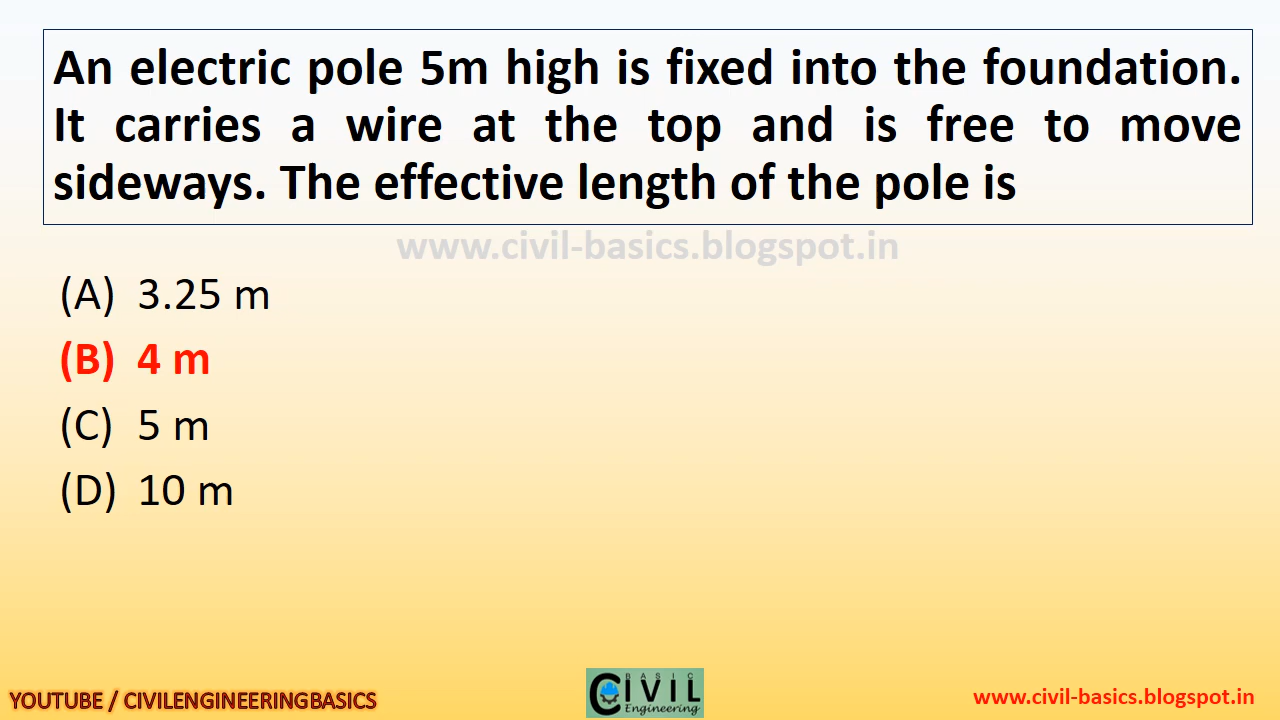 An electric pole 5m high is fixed into the foundation.
It carries a wire at the top and is free to move
sideways. The effective length of the pole is
www.civil-basics.blogspot.in
(A) 3.25 m
(B) 4 m
(C) 5 m
(D) 10 m
BASIC
CIVIL
Engineering
YOUTUBE / CIVILENGINEERINGBASICS
www.civil-basics.blogspot.in